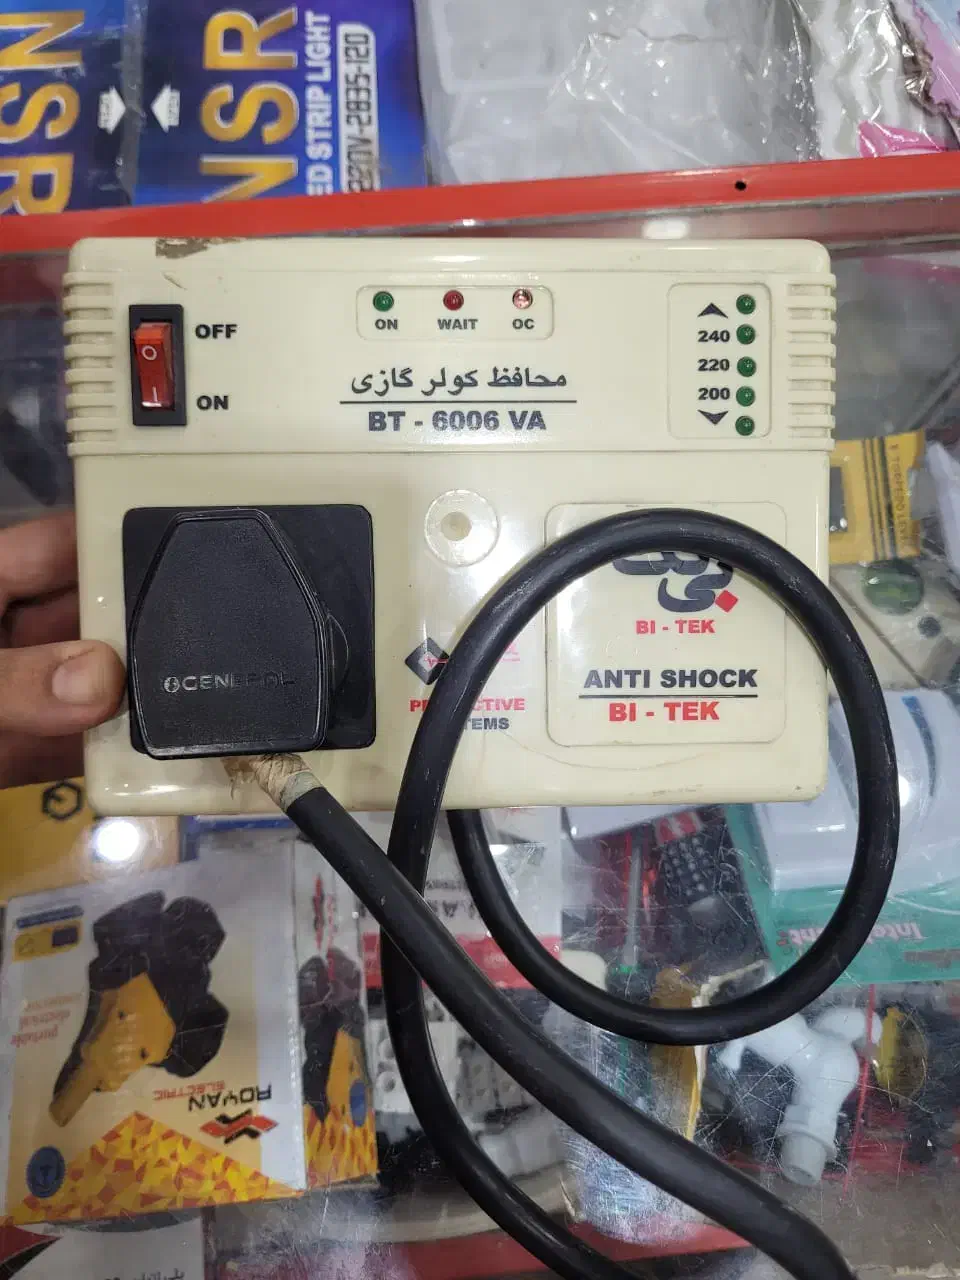 NSR
NSR
ED STRIP LIGHT
220V-2835-120
OFF
ON
ON WAIT OC
240
220
200
محافظ کولر گازی
BT - 6006 VA
GENERAL
BI - TEK
ANTI SHOCK
BI - TEK
ROYAN
ELECTRIC